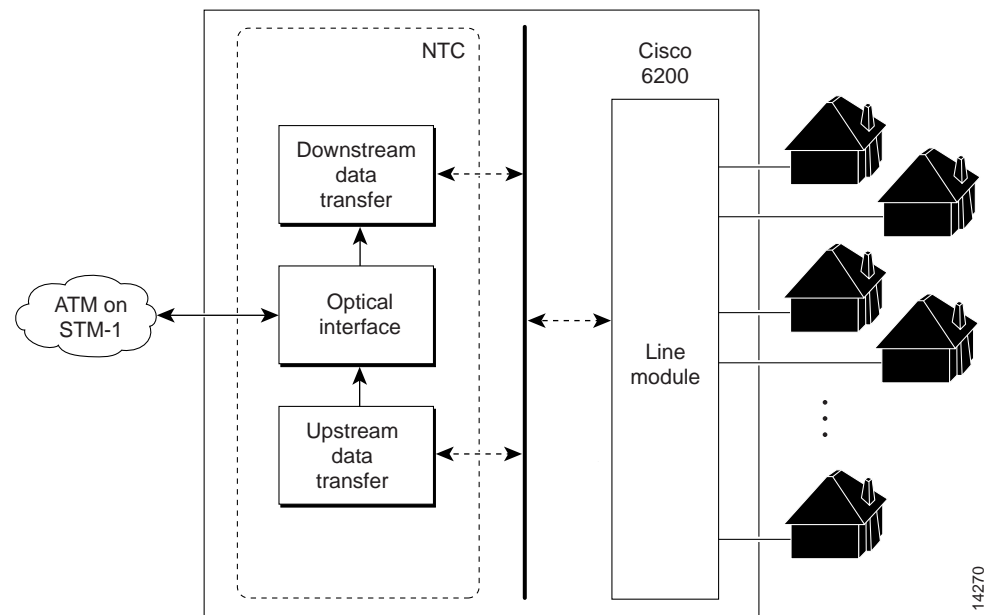 NTC
Cisco
6200
Downstream
data
transfer
ATM on
STM-1
Optical
interface
Line
module
Upstream
data
transfer
14270